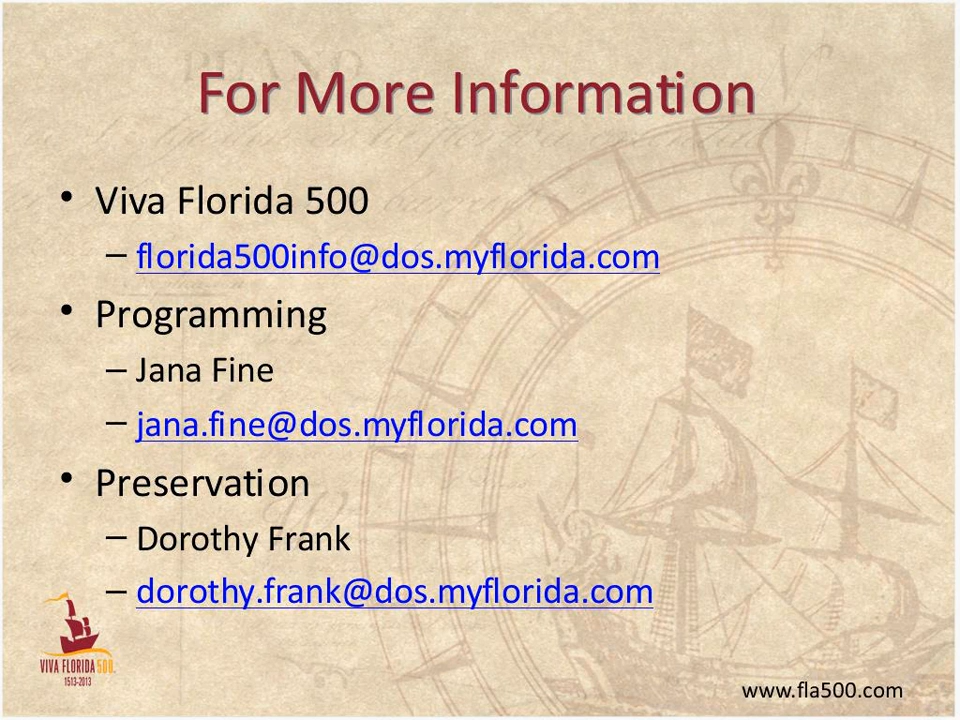 For More Information
• Viva Florida 500
– florida500info@dos.myflorida.com
• Programming
– Jana Fine
– jana.fine@dos.myflorida.com
• Preservation
– Dorothy Frank
– dorothy.frank@dos.myflorida.com
VIVA FLORIDA 500.
1513-2013
www.fla500.com